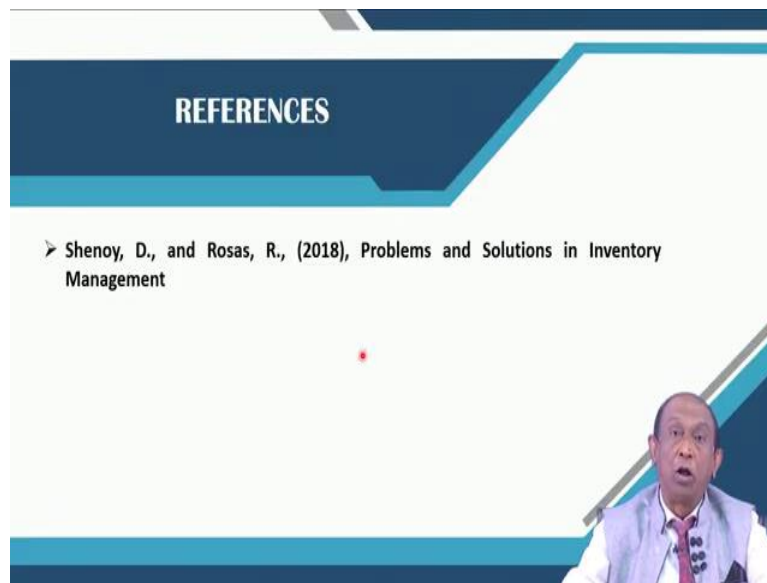 REFERENCES
➢ Shenoy, D., and Rosas, R., (2018), Problems and Solutions in Inventory
Management